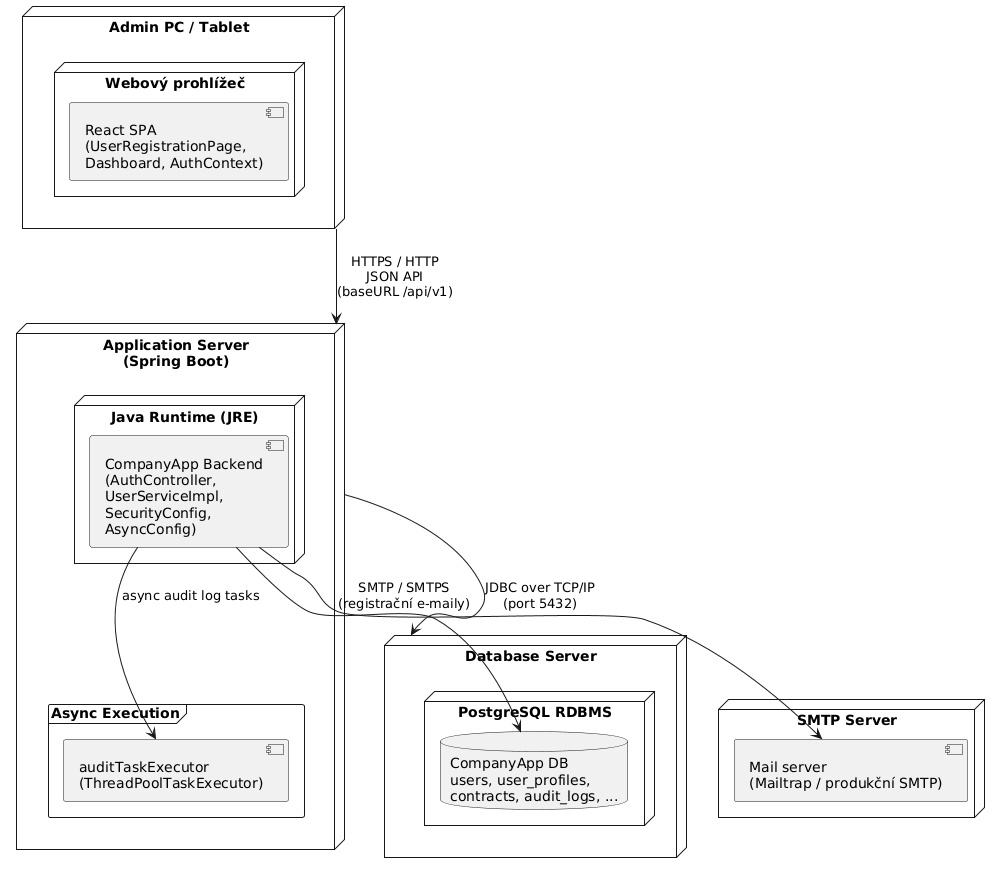 Admin PC / Tablet
Webový prohlížeč
React SPA
(UserRegistrationPage,
Dashboard, AuthContext)
HTTPS / HTTP
JSON API
(baseURL /api/v1)
Application Server
(Spring Boot)
Java Runtime (JRE)
CompanyApp Backend
(AuthController,
UserServiceImpl,
SecurityConfig,
AsyncConfig)
async audit log tasks
SMTP / SMTPS
(registrační e-maily)
JDBC over TCP/IP
(port 5432)
Async Execution
auditTaskExecutor
(ThreadPoolTaskExecutor)
Database Server
PostgreSQL RDBMS
CompanyApp DB
users, user_profiles,
contracts, audit_logs, ...
SMTP Server
Mail server
(Mailtrap / produkční SMTP)